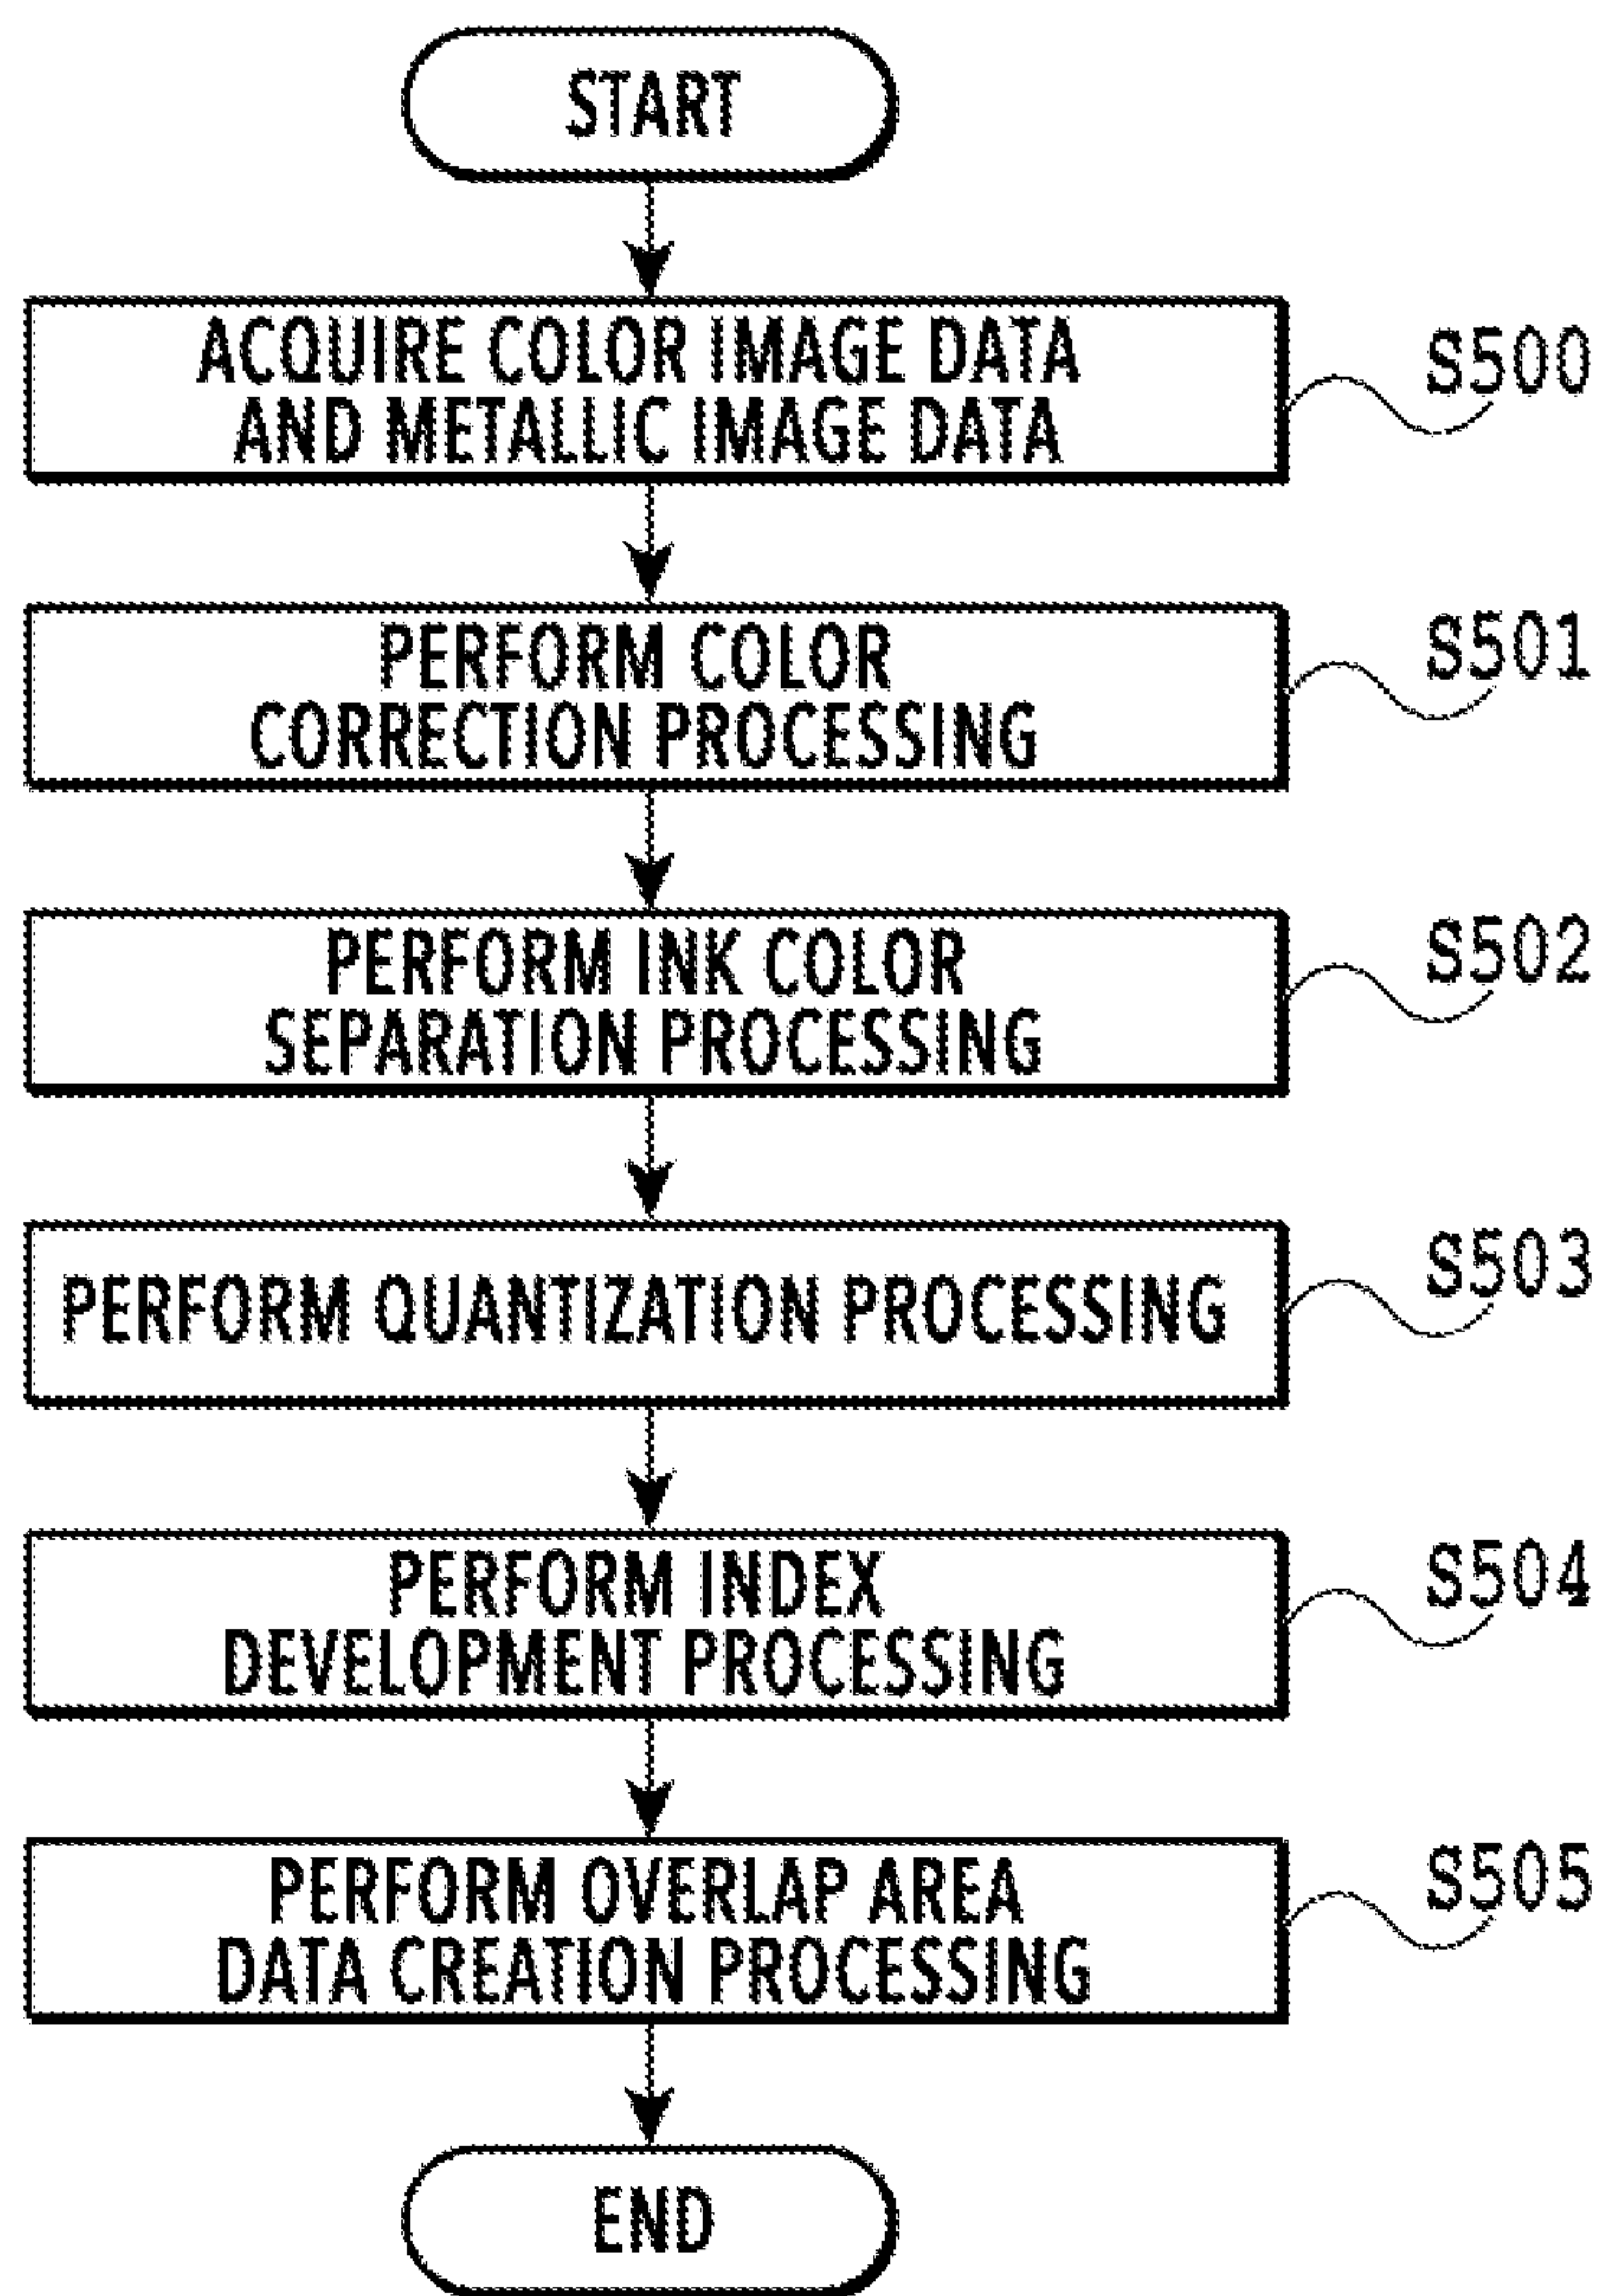 START
ACQUIRE COLOR IMAGE DATA
AND METALLIC IMAGE DATA
S500
PERFORM COLOR
CORRECTION PROCESSING
S501
PERFORM INK COLOR
SEPARATION PROCESSING
S502
PERFORM QUANTIZATION PROCESSING
S503
PERFORM INDEX
DEVELOPMENT PROCESSING
S504
PERFORM OVERLAP AREA
DATA CREATION PROCESSING
S505
END